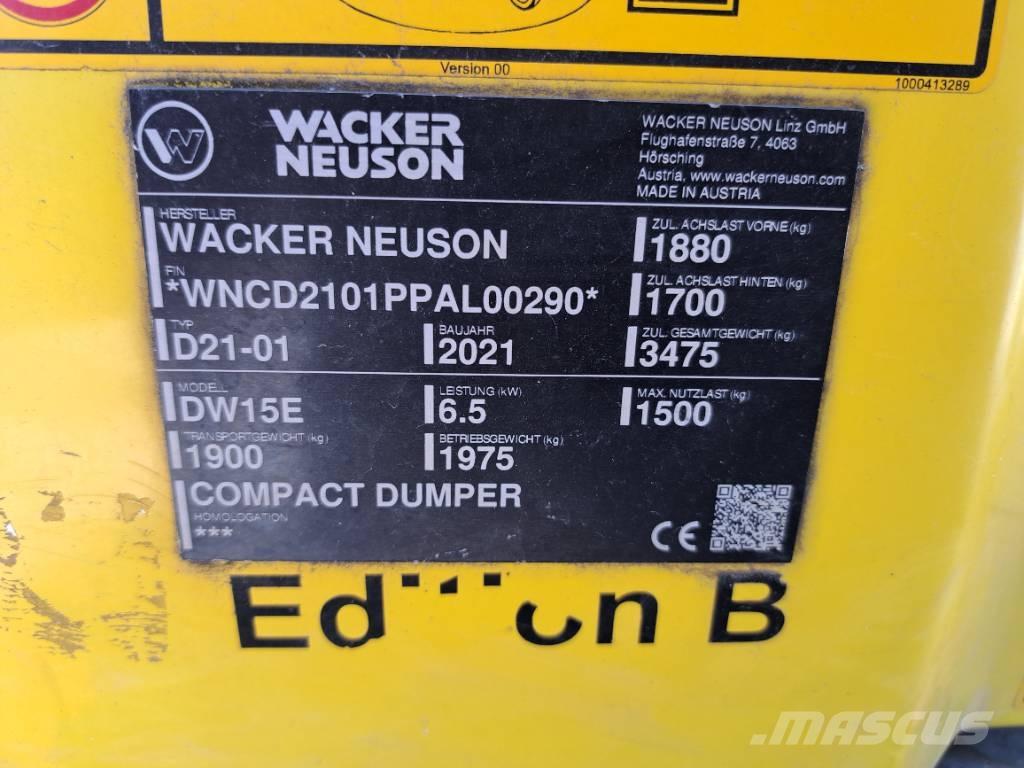 Version 00
1000413289
WACKER
NEUSON
WACKER NEUSON Linz GmbH
Flughafenstraße 7, 4063
Hörsching
Austria, www.wackerneuson.com
MADE IN AUSTRIA
HERSTELLER
WACKER NEUSON
ZUL. ACHSLAST VORNE (kg)
1880
FIN
*WNCD2101PPAL00290*
ZUL. ACHSLAST HINTEN (kg)
1700
TYP
D21-01
BAUJAHR
2021
ZUL. GESAMTGEWICHT (kg)
3475
MODELL
DW15E
LEISTUNG (kW)
6.5
MAX. NUTZLAST (kg)
1500
TRANSPORTGEWICHT (kg)
1900
BETRIEBSGEWICHT (kg)
1975
COMPACT DUMPER
HOMOLOGATION
***
CE
Edition B
MASCUS